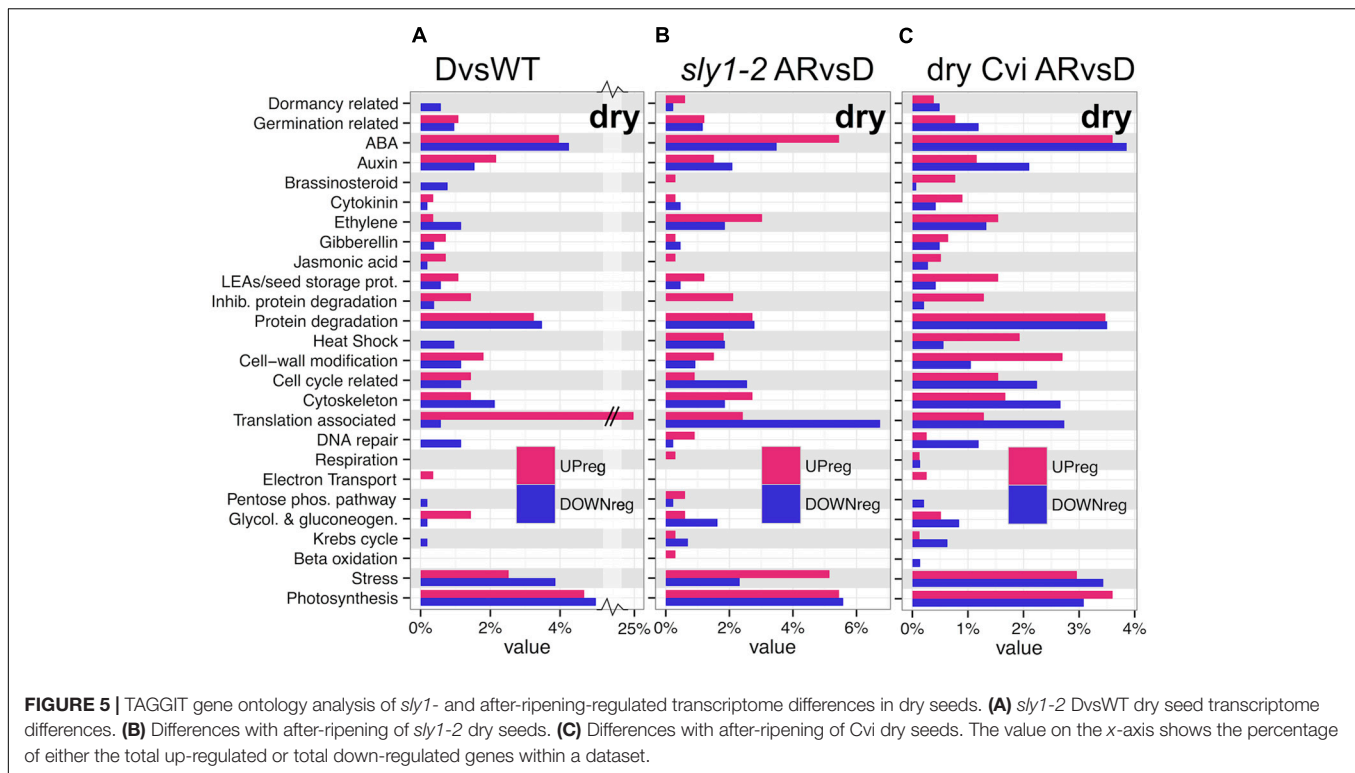 A
DvsWT
B
sly1-2 ARvsD
C
dry Cvi ARvsD
dry
dry
dry
Dormancy related
Germination related
ABA
Auxin
Brassinosteroid
Cytokinin
Ethylene
Gibberellin
Jasmonic acid
LEAs/seed storage prot.
Inhib. protein degradation
Protein degradation
Heat Shock
Cell–wall modification
Cell cycle related
Cytoskeleton
Translation associated
DNA repair
Respiration
Electron Transport
Pentose phos. pathway
Glycol. & gluconeogen.
Krebs cycle
Beta oxidation
Stress
Photosynthesis
UPreg
DOWNreg
UPreg
DOWNreg
UPreg
DOWNreg
0% 2% 4% 25%
value
0% 2% 4% 6%
value
0% 1% 2% 3% 4%
value
FIGURE 5 | TAGGIT gene ontology analysis of sly1- and after-ripening-regulated transcriptome differences in dry seeds. (A) sly1-2 DvsWT dry seed transcriptome
differences. (B) Differences with after-ripening of sly1-2 dry seeds. (C) Differences with after-ripening of Cvi dry seeds. The value on the x-axis shows the percentage
of either the total up-regulated or total down-regulated genes within a dataset.